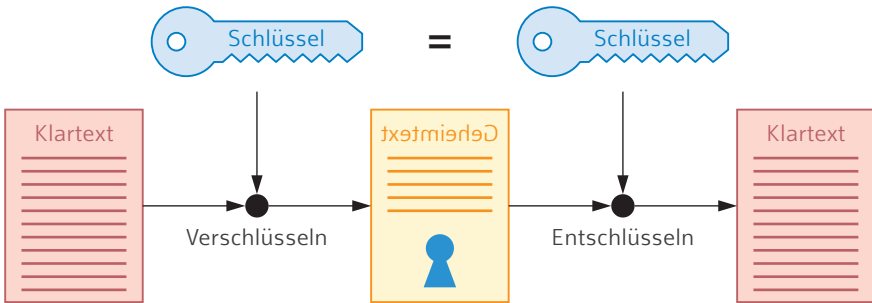 Schlüssel = Schlüssel
Klartext Geheimtext Klartext
Verschlüsseln Entschlüsseln